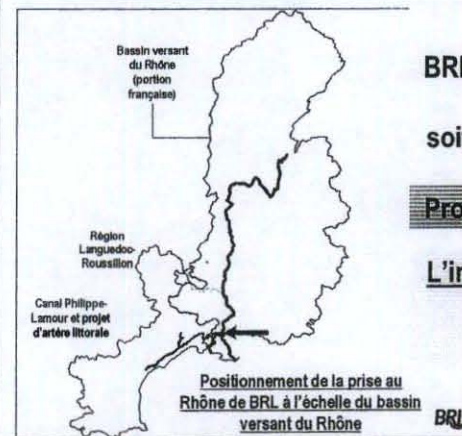 Bassin versant
du Rhône
(portion
française)
Région
Languedoc-
Roussillon
Canal Philippe-
Lamour et projet
d'artère littorale
Positionnement de la prise au
Rhône de BRL à l'échelle du bassin
versant du Rhône
BRL
soi
Pro
L'in
BRL